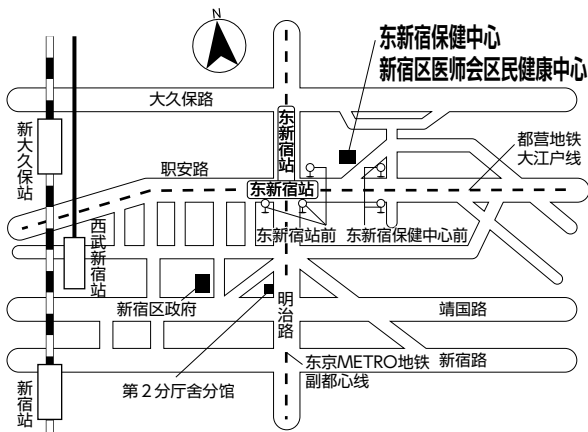 N
东新宿保健中心
新宿区医师会区民健康中心
大久保路
新大久保站
东新宿站
都营地铁
大江户线
职安路
东新宿站
西武新宿站
东新宿站前
东新宿保健中心前
新宿区政府
明治路
靖国路
东京METRO地铁
副都心线
新宿路
第2分厅舍分馆
新宿站